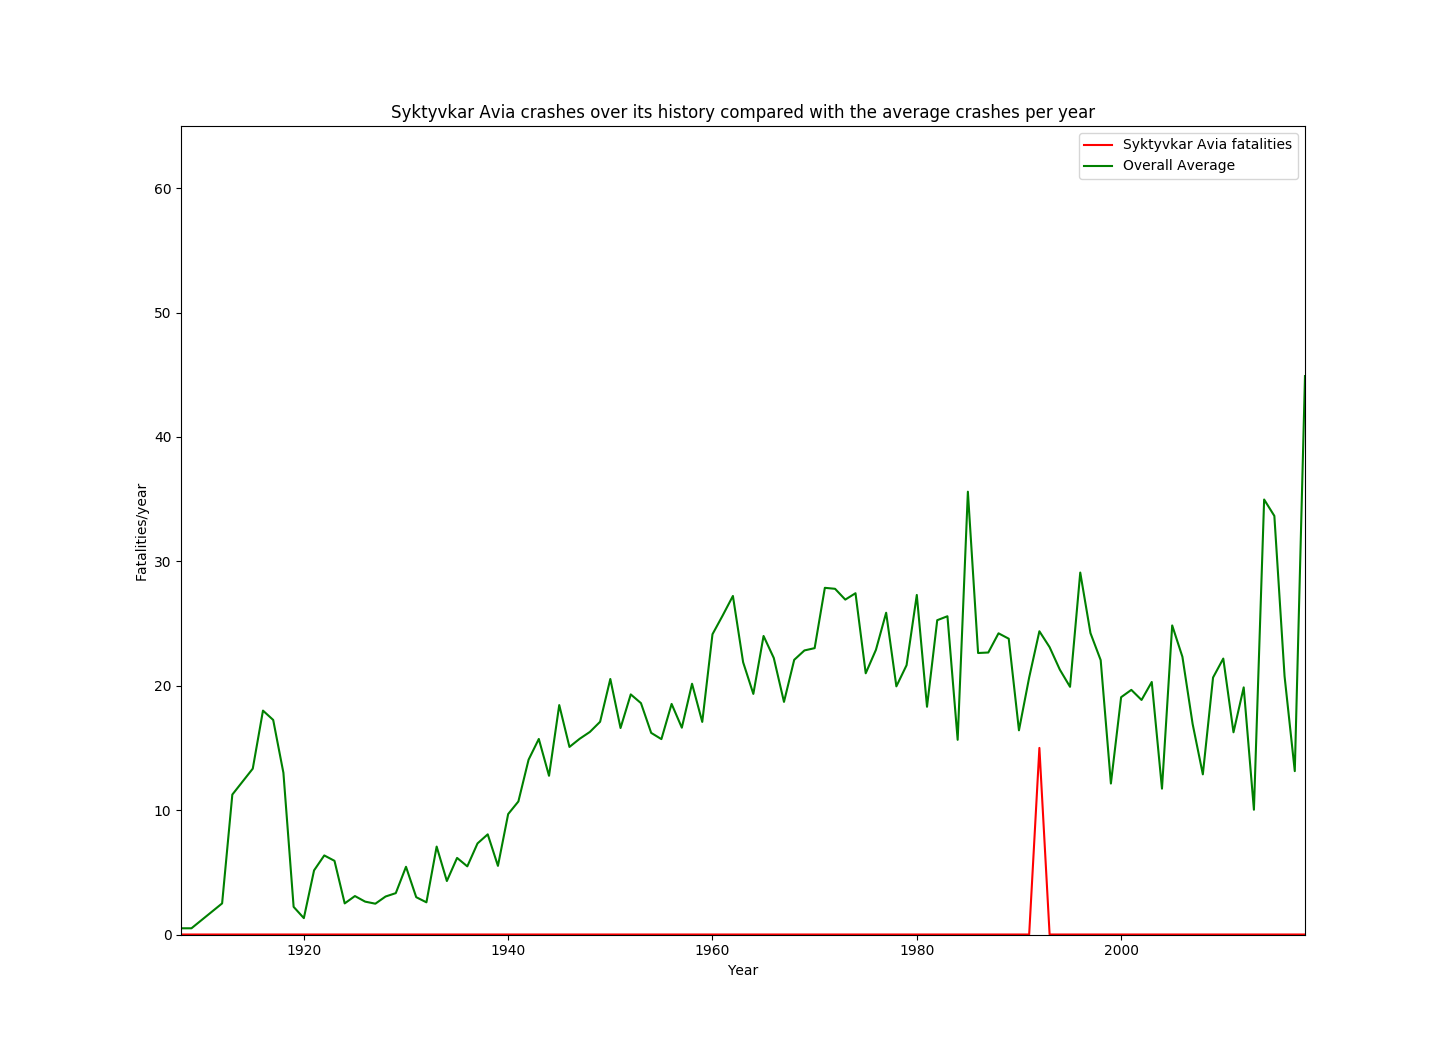 Syktyvkar Avia crashes over its history compared with the average crashes per year
Syktyvkar Avia fatalities
Overall Average
60
50
40
30
20
10
0
Fatalities/year
1920 1940 1960 1980 2000
Year